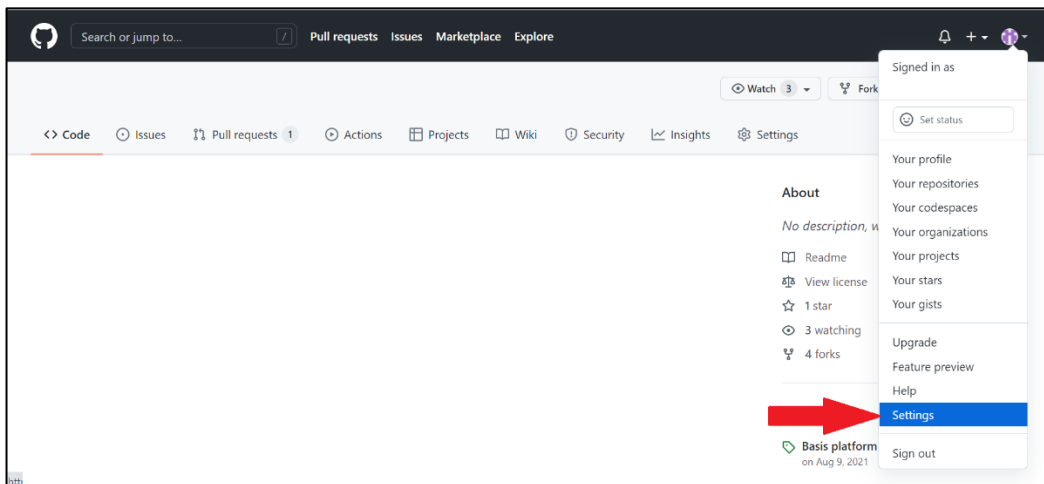 Search or jump to... /
Pull requests Issues Marketplace Explore
Signed in as
Set status
Your profile
Your repositories
Your codespaces
Your organizations
Your projects
Your stars
Your gists
Upgrade
Feature preview
Help
Settings
Sign out
Watch 3
Fork
<> Code
Issues
Pull requests 1
Actions
Projects
Wiki
Security
Insights
Settings
About
No description, w
Readme
View license
1 star
3 watching
4 forks
Basis platform
on Aug 9, 2021